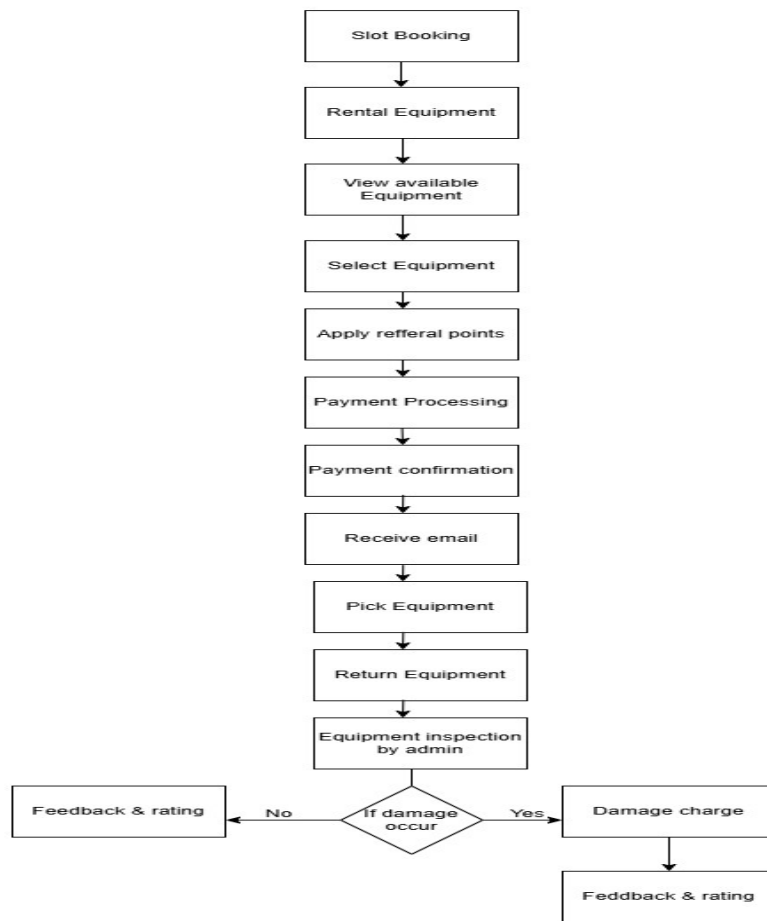 Slot Booking
Rental Equipment
View available
Equipment
Select Equipment
Apply refferal points
Payment Processing
Payment confirmation
Receive email
Pick Equipment
Return Equipment
Equipment inspection
by admin
Feedback & rating
No
If damage
occur
Yes
Damage charge
Feddback & rating